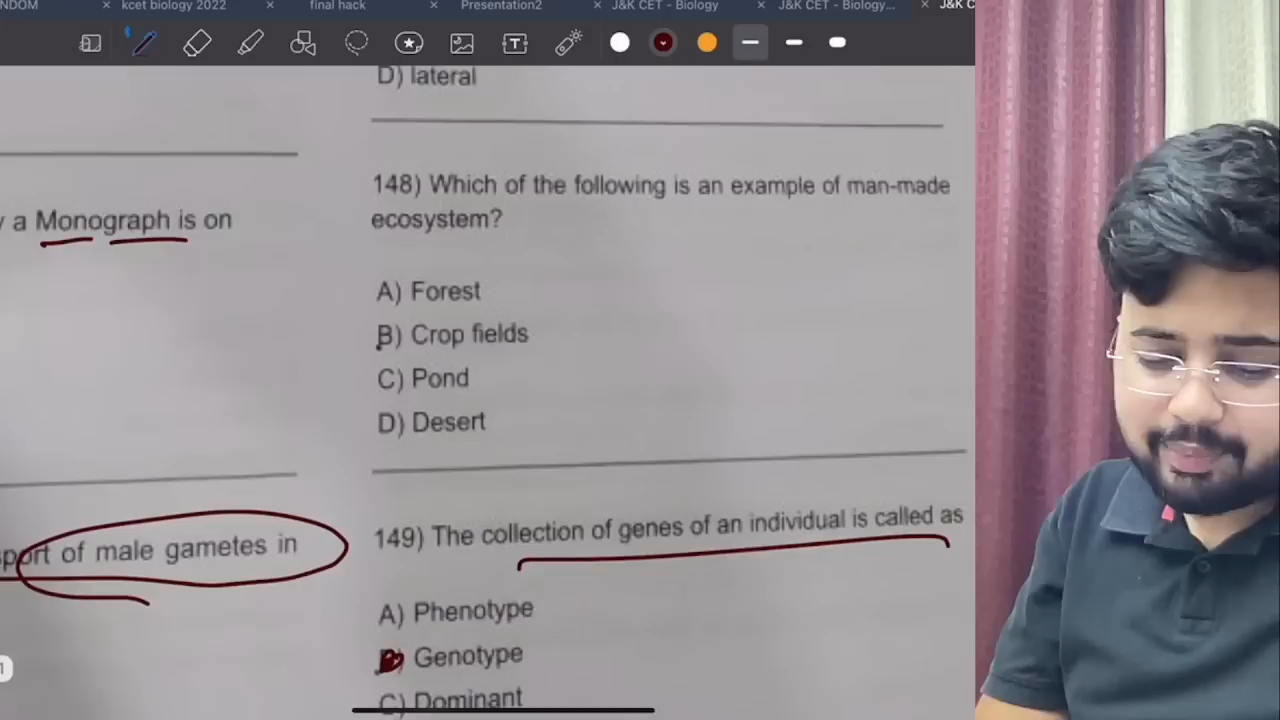 NDOM
kcet biology 2022
final hack
Presentation2
J&K CET - Biology
J&K CET - Biology...
J&K C
T
D) lateral
148) Which of the following is an example of man-made
ecosystem?
A) Forest
B) Crop fields
C) Pond
D) Desert
149) The collection of genes of an individual is called as
A) Phenotype
Genotype
C) Dominant
a Monograph is on
sport of male gametes in
1